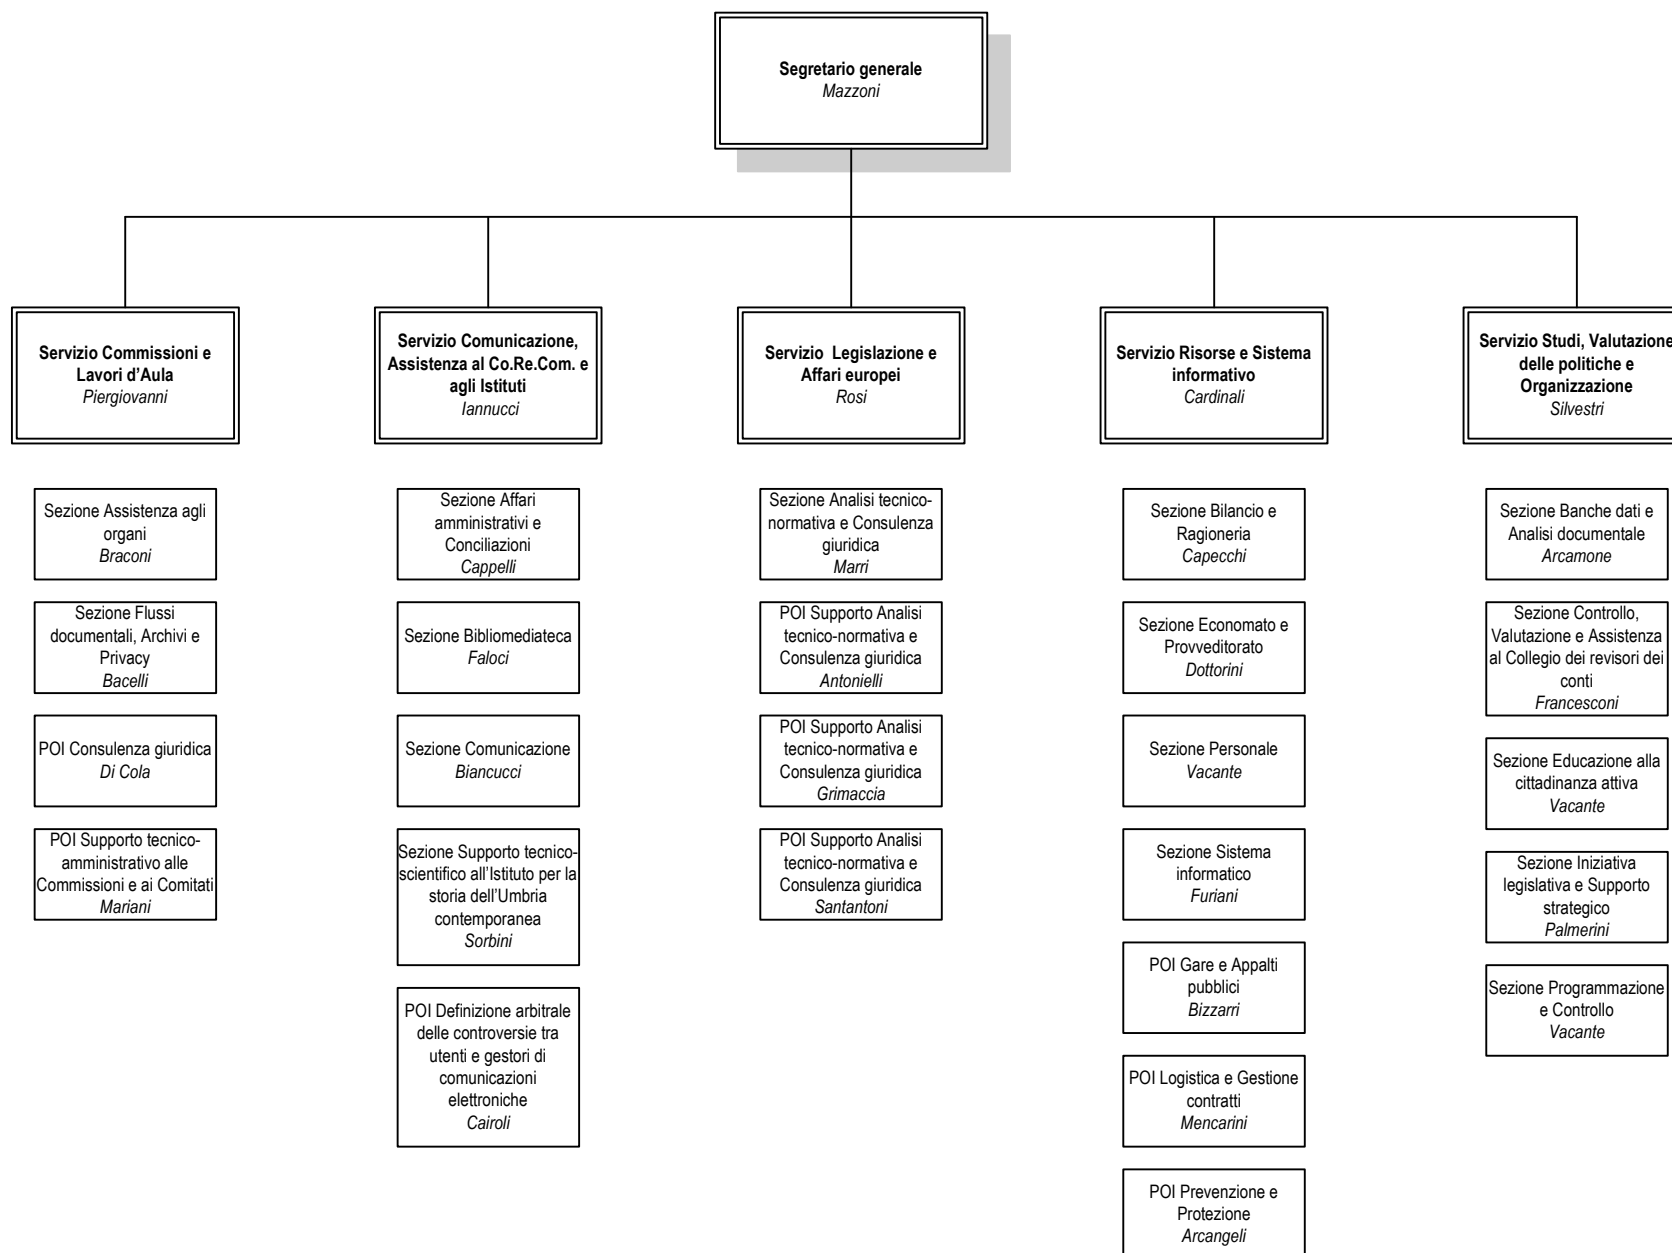 Segretario generale
Mazzoni
Servizio Commissioni e
Lavori d'Aula
Piergiovanni
Servizio Comunicazione,
Assistenza al Co.Re.Com. e
agli Istituti
Iannucci
Servizio Legislazione e
Affari europei
Rosi
Servizio Risorse e Sistema
informativo
Cardinali
Servizio Studi, Valutazione
delle politiche e
Organizzazione
Silvestri
Sezione Assistenza agli
organi
Braconi
Sezione Flussi
documentali, Archivi e
Privacy
Bacelli
POI Consulenza giuridica
Di Cola
POI Supporto tecnico-
amministrativo alle
Commissioni e ai Comitati
Mariani
Sezione Affari
amministrativi e
Conciliazioni
Cappelli
Sezione Bibliomediateca
Faloci
Sezione Comunicazione
Biancucci
Sezione Supporto tecnico-
scientifico all'Istituto per la
storia dell'Umbria
contemporanea
Sorbini
POI Definizione arbitrale
delle controversie tra
utenti e gestori di
comunicazioni
elettroniche
Cairoli
Sezione Analisi tecnico-
normativa e Consulenza
giuridica
Marri
POI Supporto Analisi
tecnico-normativa e
Consulenza giuridica
Antonielli
POI Supporto Analisi
tecnico-normativa e
Consulenza giuridica
Grimaccia
POI Supporto Analisi
tecnico-normativa e
Consulenza giuridica
Santantoni
Sezione Bilancio e
Ragioneria
Capecchi
Sezione Economato e
Provveditorato
Dottorini
Sezione Personale
Vacante
Sezione Sistema
informatico
Furiani
POI Gare e Appalti
pubblici
Bizzarri
POI Logistica e Gestione
contratti
Mencarini
POI Prevenzione e
Protezione
Arcangeli
Sezione Banche dati e
Analisi documentale
Arcamone
Sezione Controllo,
Valutazione e Assistenza
al Collegio dei revisori dei
conti
Francesconi
Sezione Educazione alla
cittadinanza attiva
Vacante
Sezione Iniziativa
legislativa e Supporto
strategico
Palmerini
Sezione Programmazione
e Controllo
Vacante